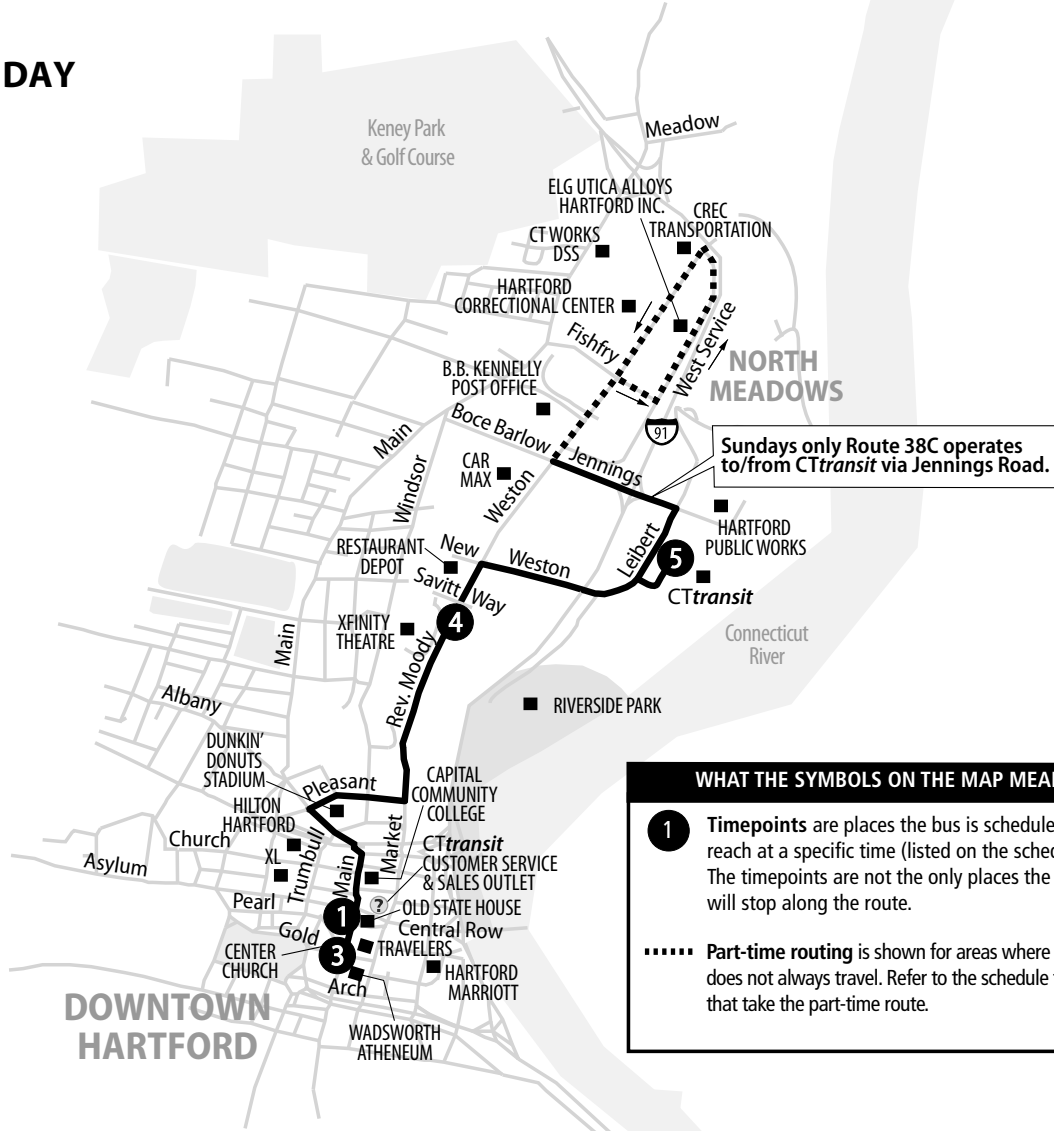 DAY
Keney Park
& Golf Course
Meadow
ELG UTICA ALLOYS
HARTFORD INC.
CREC
TRANSPORTATION
CT WORKS
DSS
HARTFORD
CORRECTIONAL CENTER
Fishfry
West Service
NORTH
MEADOWS
B.B. KENNELLY
POST OFFICE
Boce Barlow
Main
91
Jennings
Sundays only Route 38C operates
to/from CTtransit via Jennings Road.
CAR
MAX
Weston
Windsor
HARTFORD
PUBLIC WORKS
RESTAURANT
DEPOT
New
Weston
Leibert
5
CTtransit
Savitt Way
4
XFINITY
THEATRE
Connecticut
River
Main
Rev. Moody
Albany
RIVERSIDE PARK
DUNKIN'
DONUTS
STADIUM
Pleasant
CAPITAL
COMMUNITY
COLLEGE
HILTON
HARTFORD
Church
Trumbull
Market
Main
CTtransit
CUSTOMER SERVICE
& SALES OUTLET
Asylum
XL
Pearl
?
1
OLD STATE HOUSE
Gold
Central Row
CENTER
CHURCH
3
TRAVELERS
Arch
HARTFORD
MARRIOTT
DOWNTOWN
HARTFORD
WADSWORTH
ATHENEUM
WHAT THE SYMBOLS ON THE MAP MEA
1
Timepoints are places the bus is schedule
reach at a specific time (listed on the sched
The timepoints are not the only places the
will stop along the route.
Part-time routing is shown for areas where
does not always travel. Refer to the schedule
that take the part-time route.